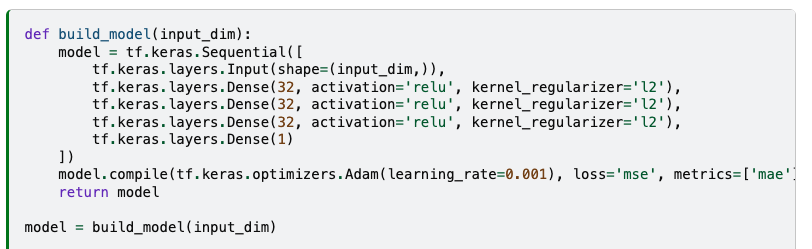 def build_model(input_dim):
    model = tf.keras.Sequential([
        tf.keras.layers.Input(shape=(input_dim,)),
        tf.keras.layers.Dense(32, activation='relu', kernel_regularizer='l2'),
        tf.keras.layers.Dense(32, activation='relu', kernel_regularizer='l2'),
        tf.keras.layers.Dense(32, activation='relu', kernel_regularizer='l2'),
        tf.keras.layers.Dense(1)
    ])
    model.compile(tf.keras.optimizers.Adam(learning_rate=0.001), loss='mse', metrics=['mae']
    return model
model = build_model(input_dim)